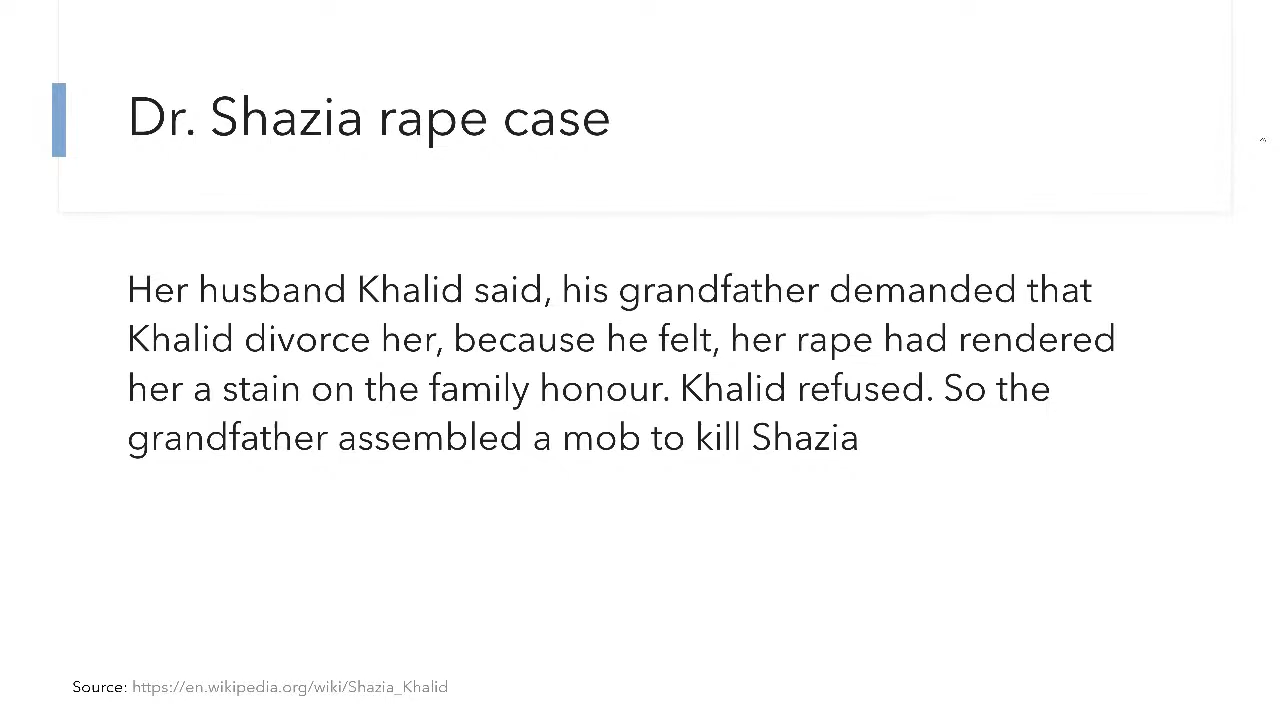 Dr. Shazia rape case
Her husband Khalid said, his grandfather demanded that
Khalid divorce her, because he felt, her rape had rendered
her a stain on the family honour. Khalid refused. So the
grandfather assembled a mob to kill Shazia
Source: https://en.wikipedia.org/wiki/Shazia_Khalid